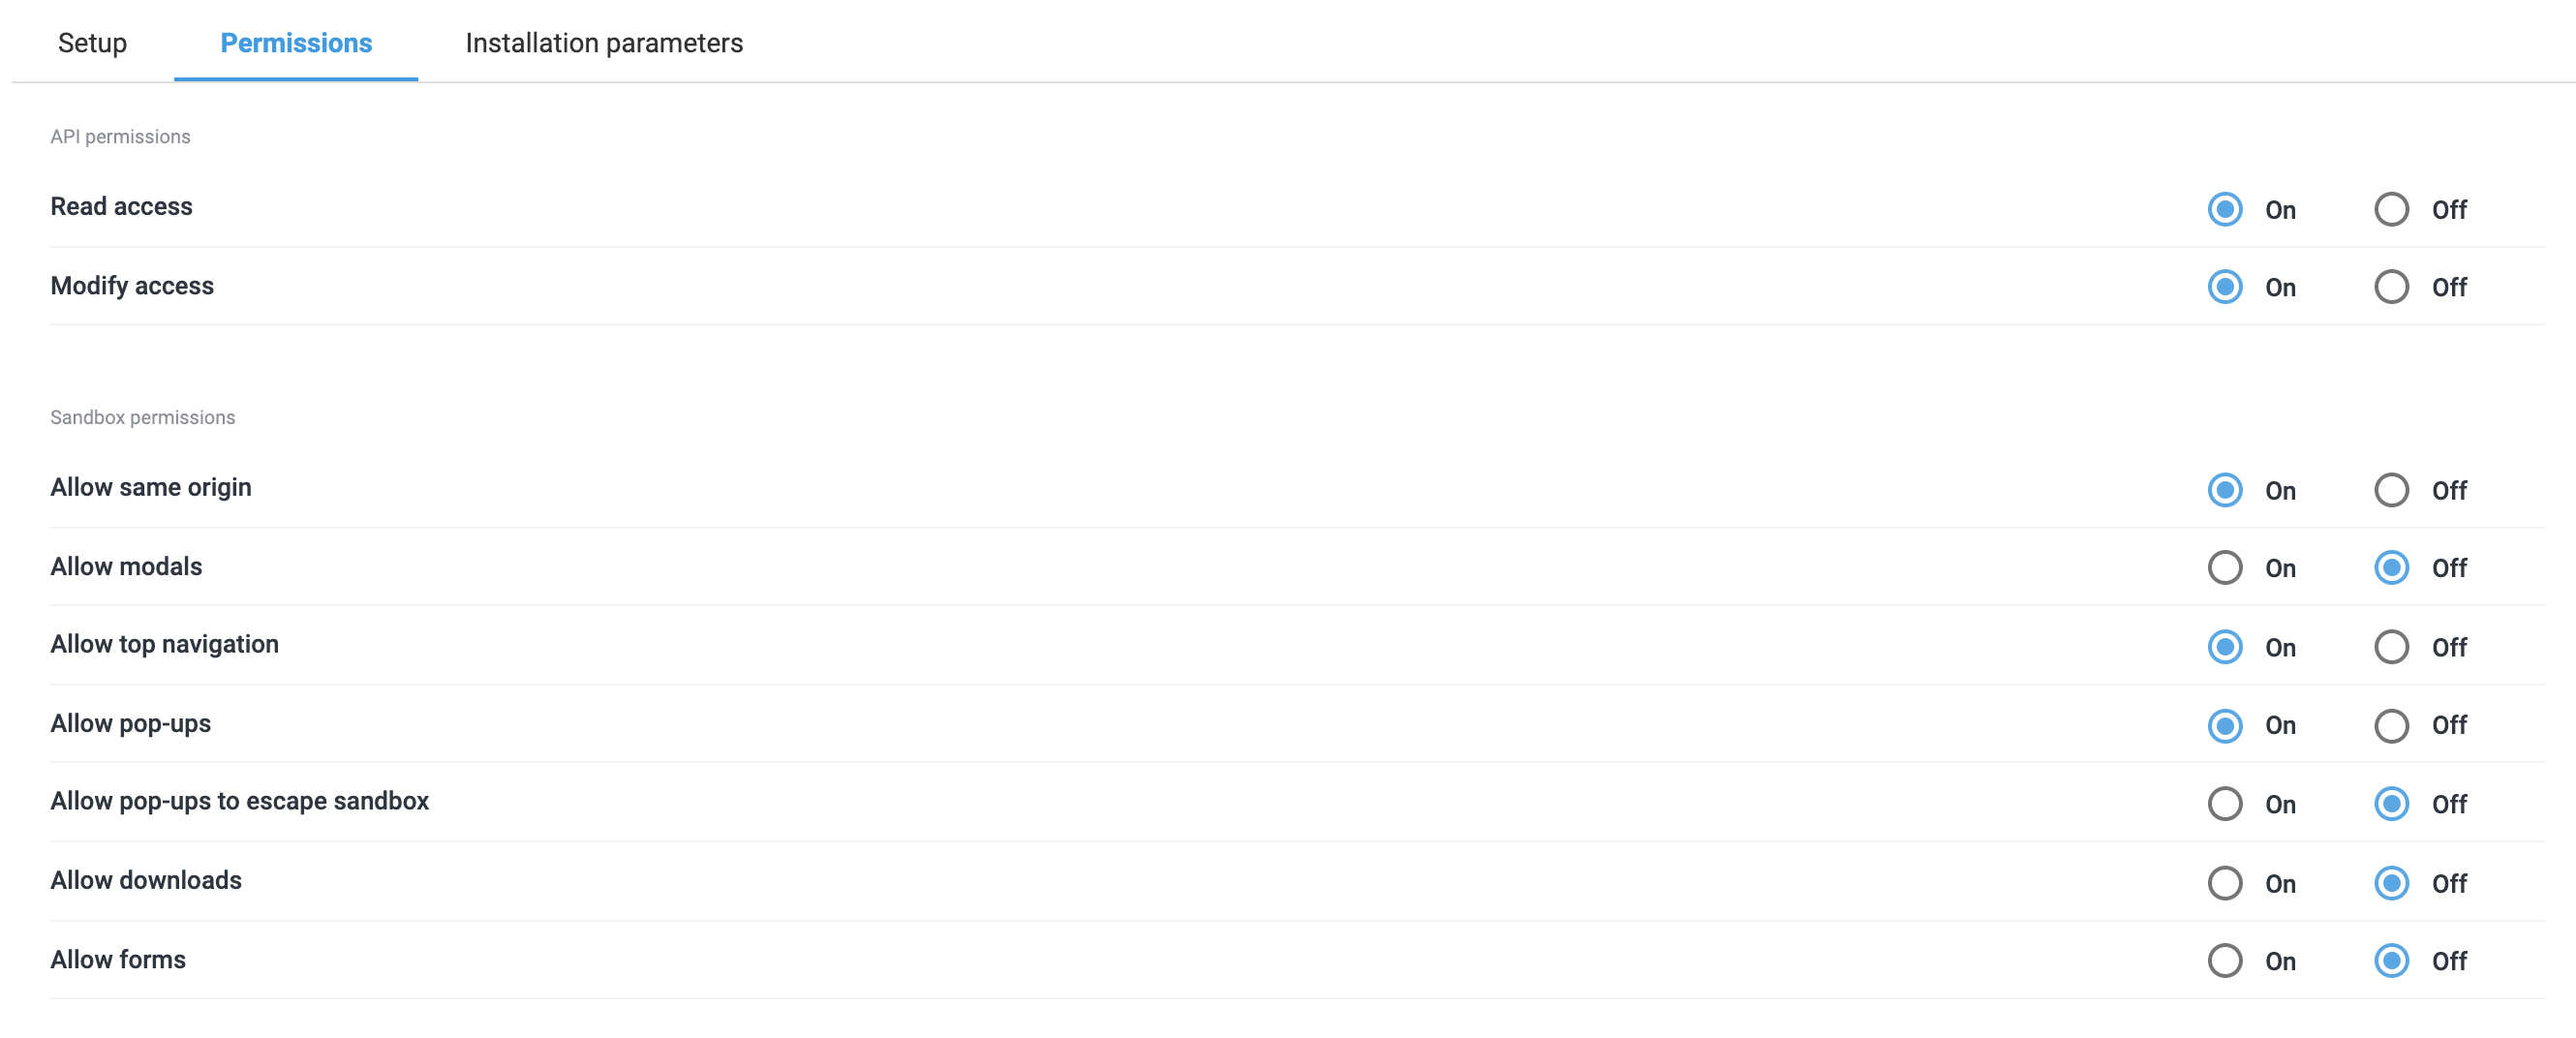 Setup Permissions Installation parameters
API permissions
Read access On Off
Modify access On Off
Sandbox permissions
Allow same origin On Off
Allow modals On Off
Allow top navigation On Off
Allow pop-ups On Off
Allow pop-ups to escape sandbox On Off
Allow downloads On Off
Allow forms On Off